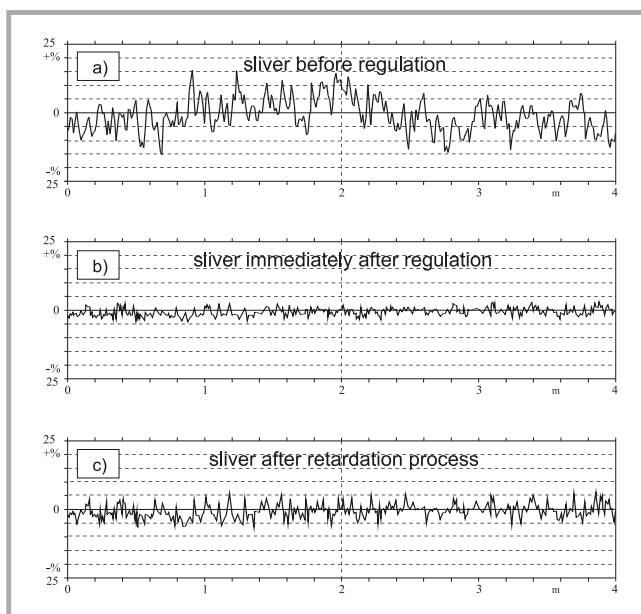 25
+%
a)
sliver before regulation
0
-%
25
0 1 2 3 m 4
25
+%
b)
sliver immediately after regulation
0
-%
25
0 1 2 3 m 4
25
+%
c)
sliver after retardation process
0
-%
25
0 1 2 3 m 4